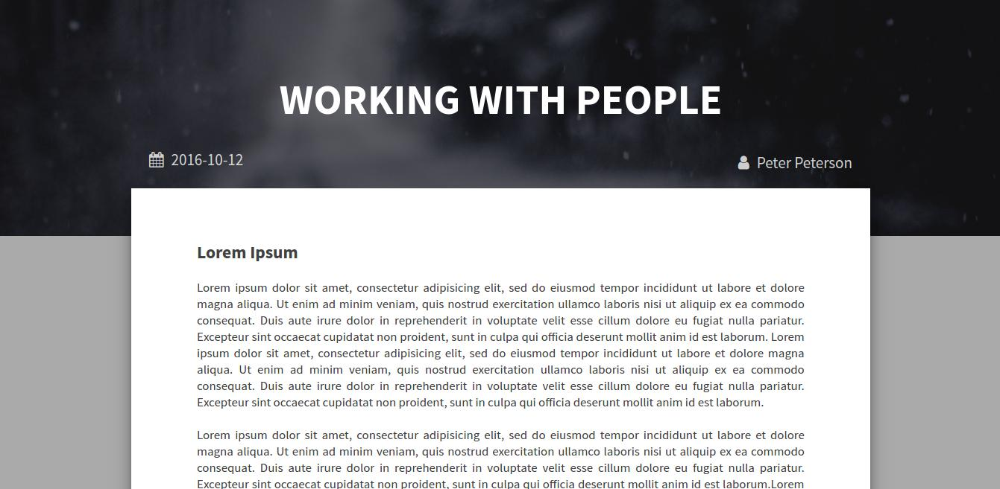 WORKING WITH PEOPLE
2016-10-12
Peter Peterson
Lorem Ipsum
Lorem ipsum dolor sit amet, consectetur adipisicing elit, sed do eiusmod tempor incididunt ut labore et dolore
magna aliqua. Ut enim ad minim veniam, quis nostrud exercitation ullamco laboris nisi ut aliquip ex ea commodo
consequat. Duis aute irure dolor in reprehenderit in voluptate velit esse cillum dolore eu fugiat nulla pariatur.
Excepteur sint occaecat cupidatat non proident, sunt in culpa qui officia deserunt mollit anim id est laborum. Lorem
ipsum dolor sit amet, consectetur adipisicing elit, sed do eiusmod tempor incididunt ut labore et dolore magna
aliqua. Ut enim ad minim veniam, quis nostrud exercitation ullamco laboris nisi ut aliquip ex ea commodo
consequat. Duis aute irure dolor in reprehenderit in voluptate velit esse cillum dolore eu fugiat nulla pariatur.
Excepteur sint occaecat cupidatat non proident, sunt in culpa qui officia deserunt mollit anim id est laborum.
Lorem ipsum dolor sit amet, consectetur adipisicing elit, sed do eiusmod tempor incididunt ut labore et dolore
magna aliqua. Ut enim ad minim veniam, quis nostrud exercitation ullamco laboris nisi ut aliquip ex ea commodo
consequat. Duis aute irure dolor in reprehenderit in voluptate velit esse cillum dolore eu fugiat nulla pariatur.
Excepteur sint occaecat cupidatat non proident, sunt in culpa qui officia deserunt mollit anim id est laborum.Lorem